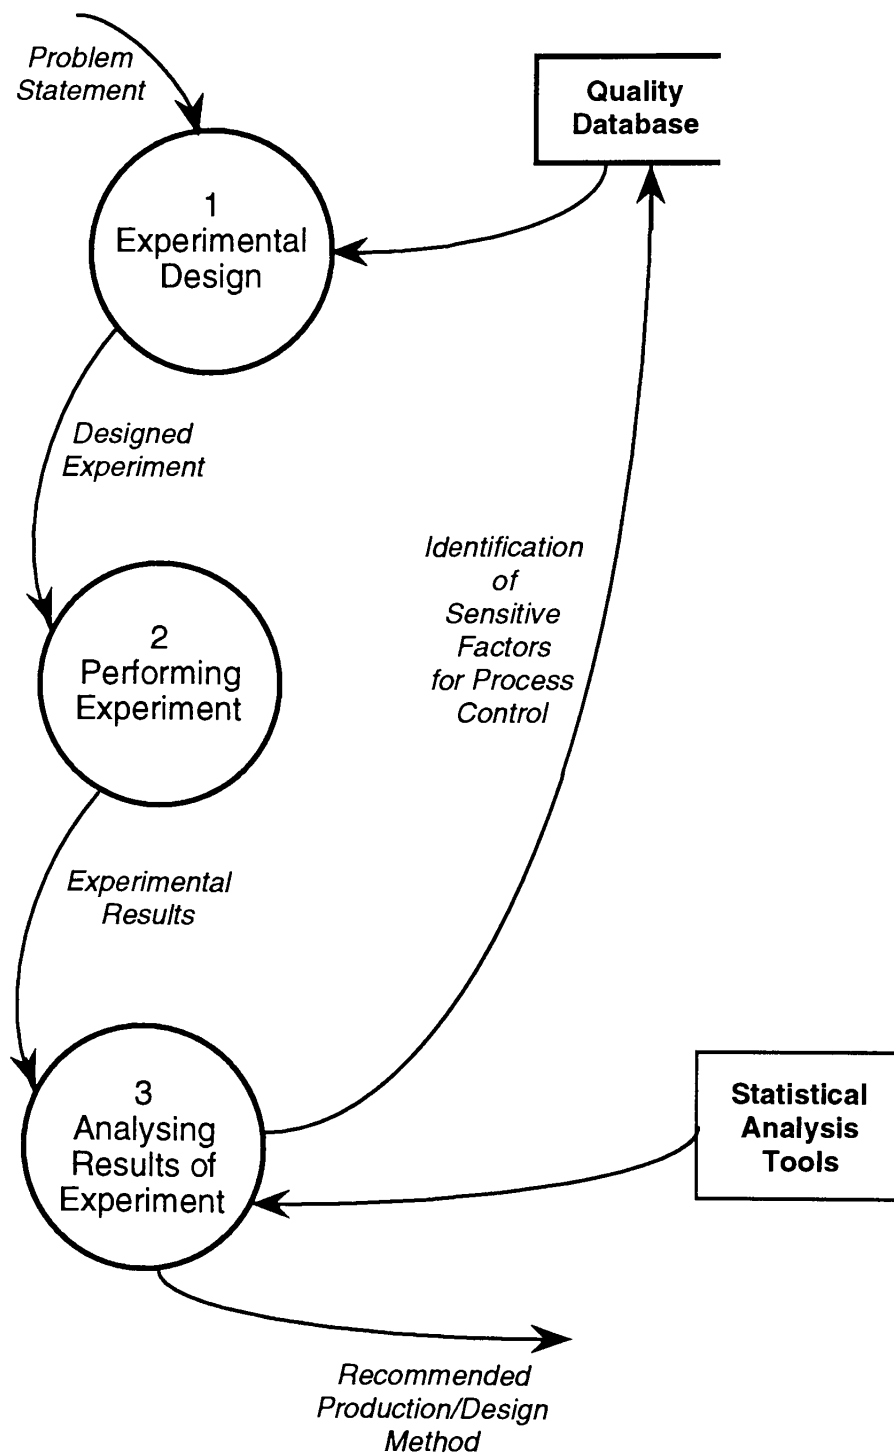 Problem
Statement
Quality
Database
1
Experimental
Design
Designed
Experiment
Identification
of
Sensitive
Factors
for Process
Control
2
Performing
Experiment
Experimental
Results
3
Analysing
Results of
Experiment
Statistical
Analysis
Tools
Recommended
Production/Design
Method